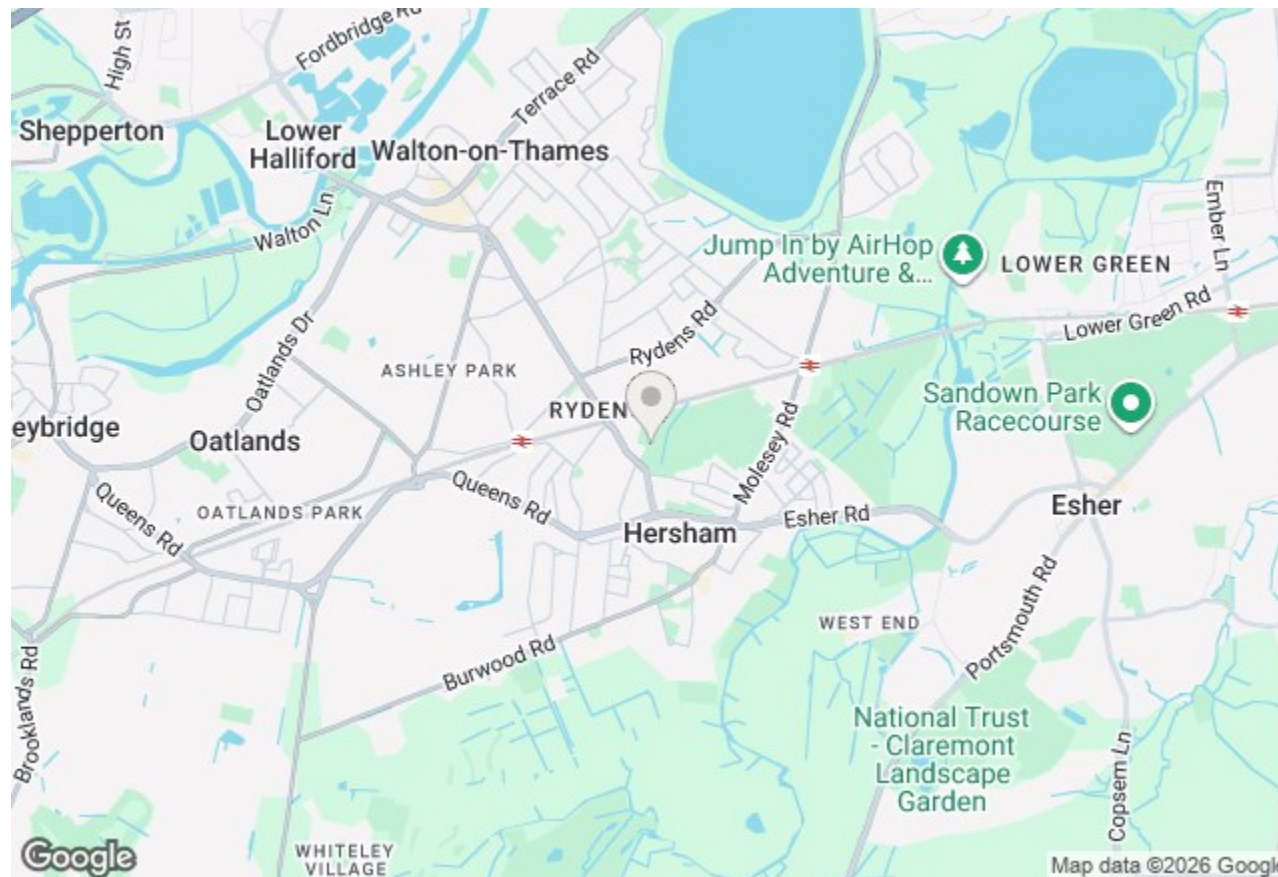 High St
Fordbridge Rd
Terrace Rd
Shepperton
Lower
Halliford
Walton-on-Thames
Walton Ln
Ember Ln
Jump In by AirHop
Adventure &...
LOWER GREEN
Lower Green Rd
Rydens Rd
Oatlands Dr
ASHLEY PARK
Sandown Park
Racecourse
RYDEN
eybridge
Oatlands
Molesey Rd
Queens Rd
Queens Rd
OATLANDS PARK
Hersham
Esher Rd
Esher
WEST END
Portsmouth Rd
Burwood Rd
Brooklands Rd
National Trust
- Claremont
Landscape
Garden
Copsem Ln
WHITELEY
VILLAGE
Google
Map data ©2026 Google